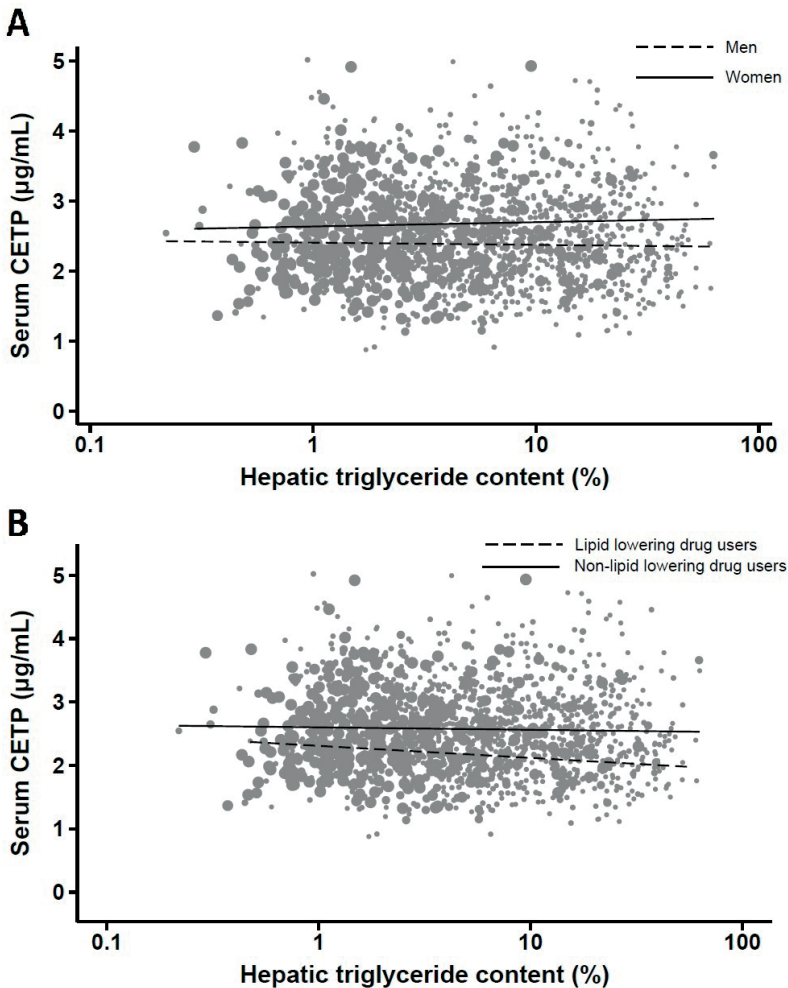 A
Men
Women
5
4
3
2
1
0
Serum CETP (µg/mL)
0.1
1
10
100
Hepatic triglyceride content (%)
B
Lipid lowering drug users
Non-lipid lowering drug users
5
4
3
2
1
0
Serum CETP (µg/mL)
0.1
1
10
100
Hepatic triglyceride content (%)